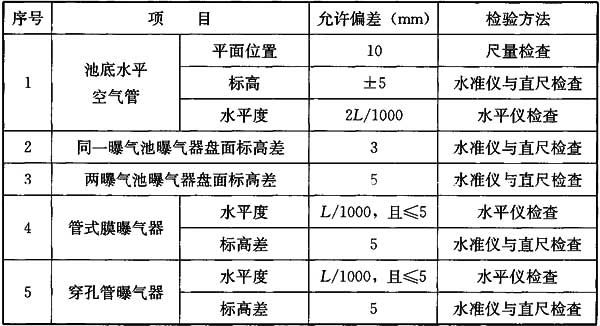 序号 项 目 允许偏差（mm） 检验方法
1 池底水平空气管 平面位置 10 尺量检查
标高 ±5 水准仪与直尺检查
水平度 2L/1000 水平仪检查
2 同一曝气池曝气器盘面标高差 3 水准仪与直尺检查
3 两曝气池曝气器盘面标高差 5 水准仪与直尺检查
4 管式膜曝气器 水平度 L/1000，且≤5 水平仪检查
标高差 5 水准仪与直尺检查
5 穿孔管曝气器 水平度 L/1000，且≤5 水平仪检查
标高差 5 水准仪与直尺检查